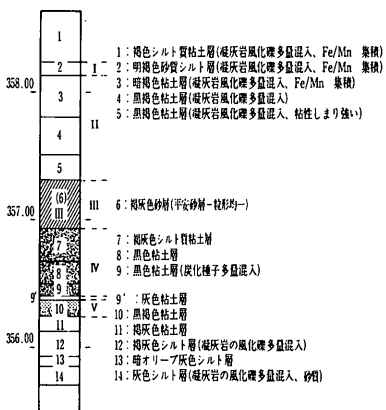 1
1：褐色シルト質粘土層(凝灰岩風化礫多量混入、Fe/Mn 集積)
2 I 2：明褐色砂質シルト層(凝灰岩風化礫多量混入、Fe/Mn 集積)
358.00
3 3：暗褐色粘土層(凝灰岩風化礫多量混入、Fe/Mn 集積)
4：黒褐色粘土層(凝灰岩風化礫多量混入)
II 5：黒褐色粘土層(凝灰岩風化礫多量混入、粘性しまり強い)
4
5
(6) III 6：褐灰色砂層(平安砂層－粒形均一)
III
357.00
7 7：褐灰色シルト質粘土層
8：黒色粘土層
8 IV 9：黒色粘土層(炭化種子多量混入)
9
9' 9'：灰色粘土層
10 V 10：黒褐色粘土層
11 11：褐灰色粘土層
356.00
12 12：褐灰色シルト層(凝灰岩の風化礫多量混入)
13 13：暗オリーブ灰色シルト層
14 14：灰色シルト層(凝灰岩の風化礫多量混入、砂質)